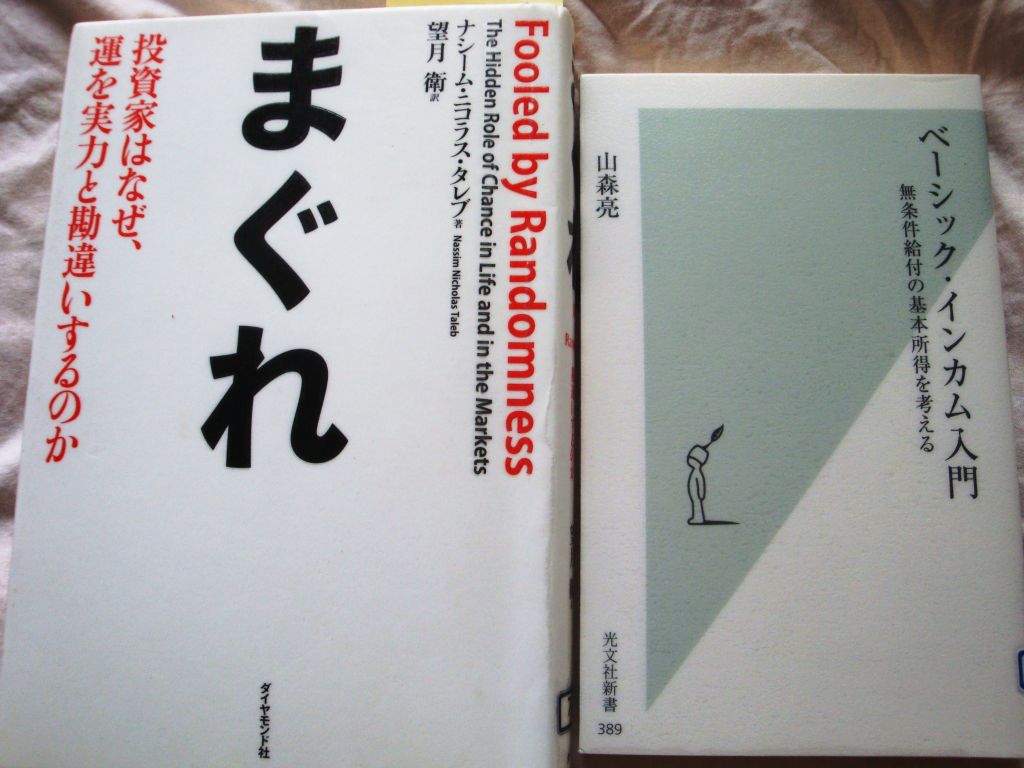 Fooled by Randomness
The Hidden Role of Chance in Life and in the Markets
ナシーム・ニコラス・タレブ 著 Nassim Nicholas Taleb
望月 衛 訳
まぐれ
投資家はなぜ、
運を実力と勘違いするのか
ダイヤモンド社
ベーシック・インカム入門
無条件給付の基本所得を考える
山森亮
光文社新書
389